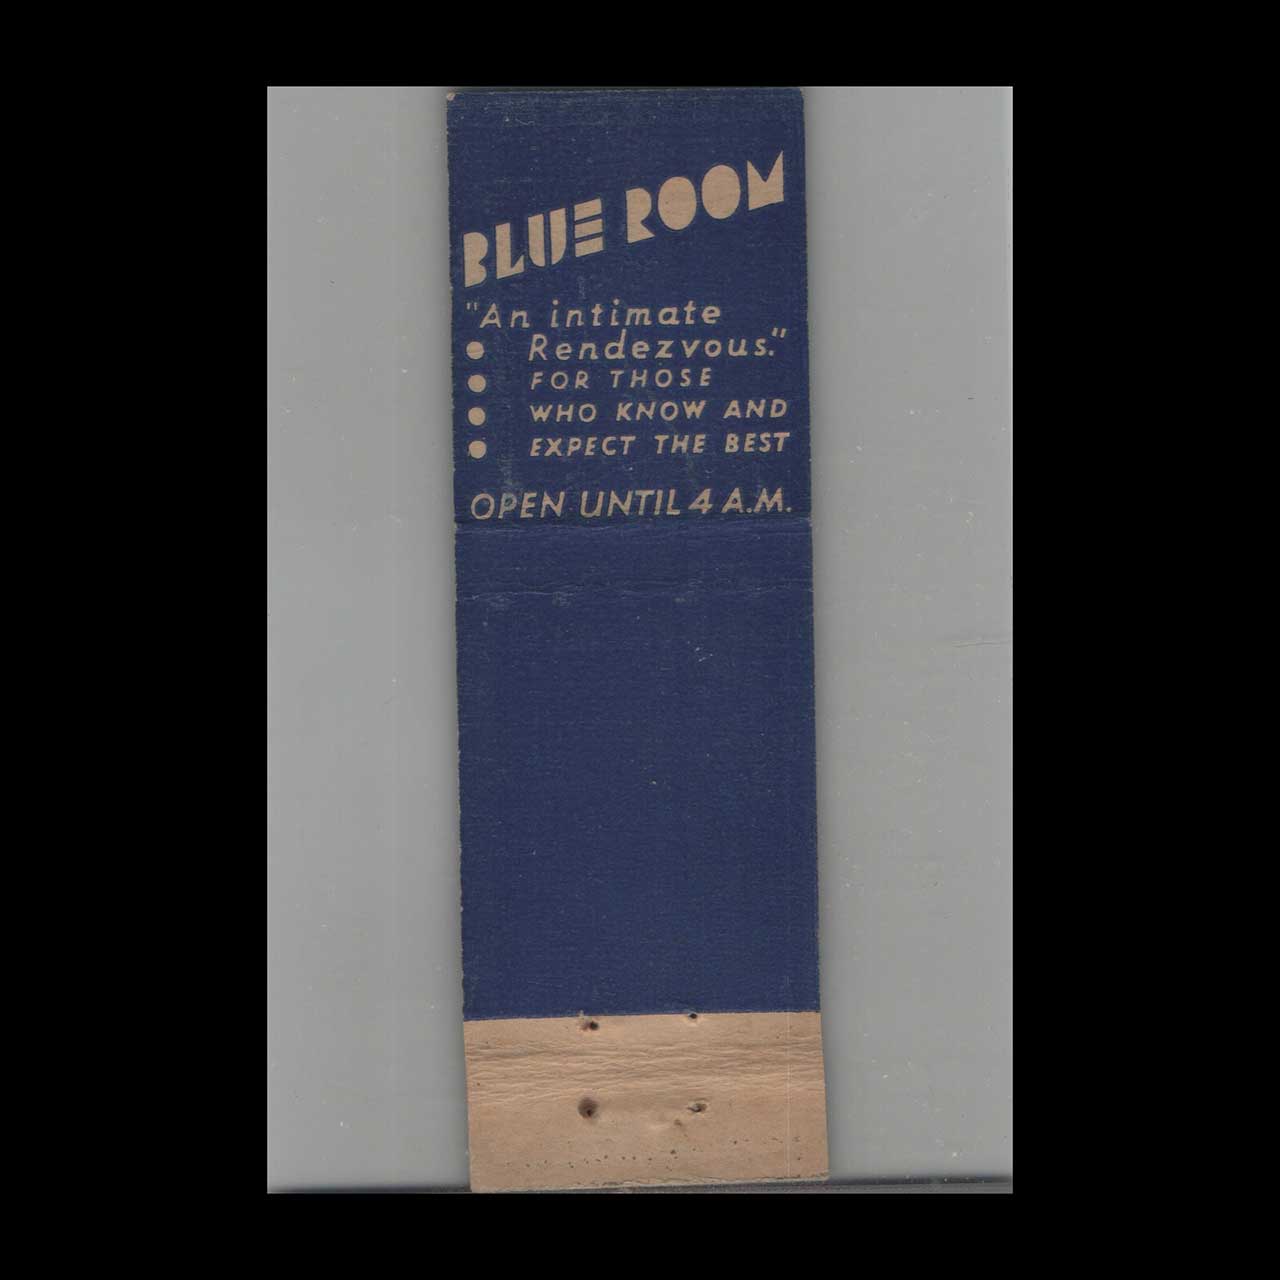 BLUE ROOM
"An intimate
● Rendezvous."
● FOR THOSE
● WHO KNOW AND
● EXPECT THE BEST
OPEN UNTIL 4 A.M.